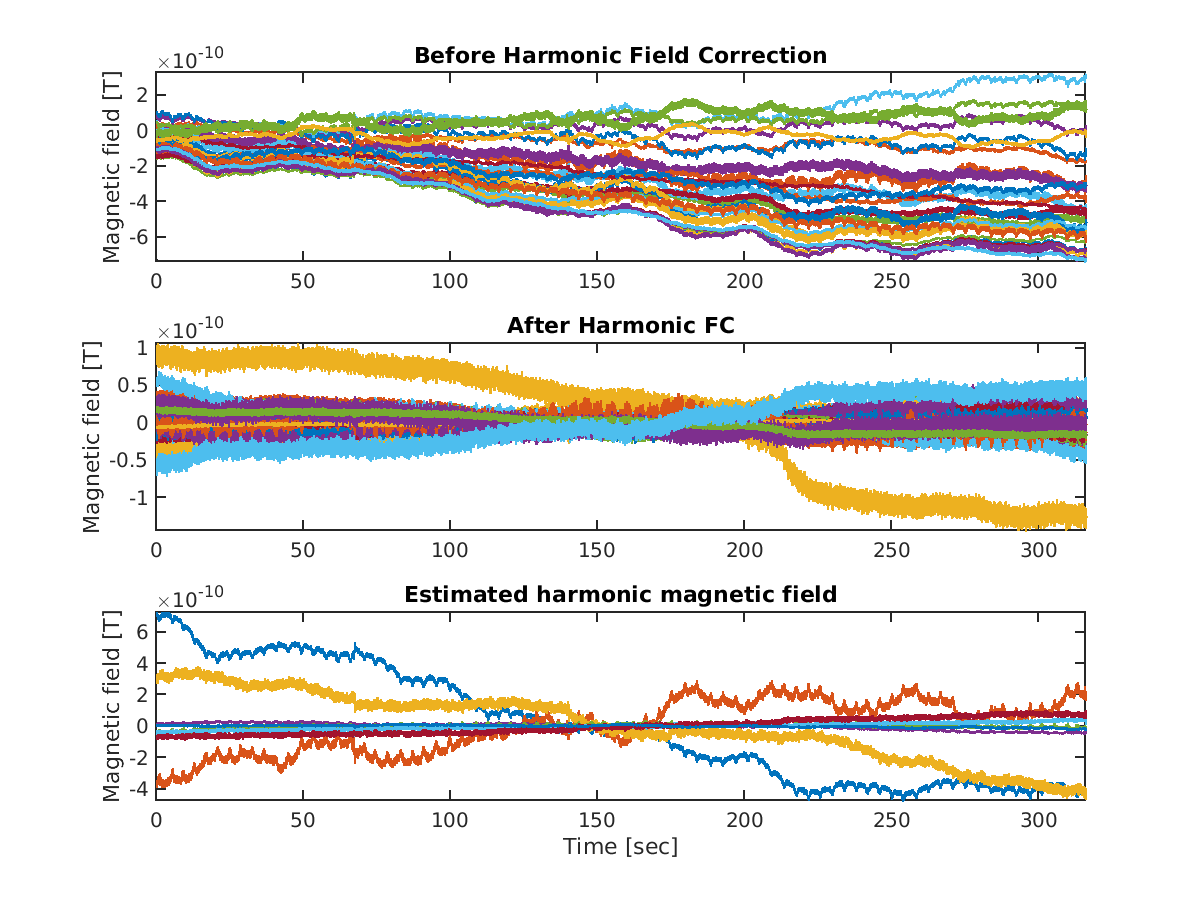 Before Harmonic Field Correction
×10-10
Magnetic field [T]
2
0
-2
-4
-6
0 50 100 150 200 250 300
After Harmonic FC
×10-10
Magnetic field [T]
1
0.5
0
-0.5
-1
0 50 100 150 200 250 300
Estimated harmonic magnetic field
×10-10
Magnetic field [T]
6
4
2
0
-2
-4
0 50 100 150 200 250 300
Time [sec]